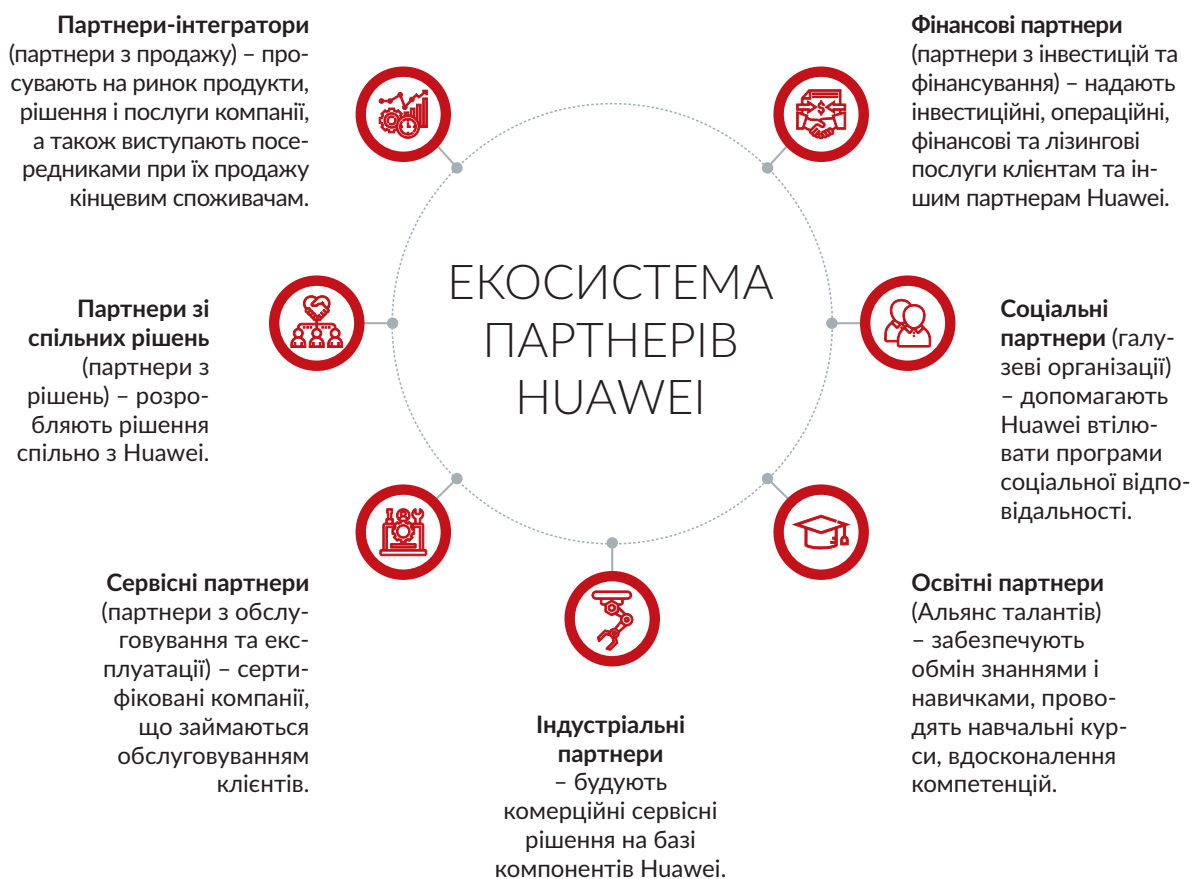 Партнери-інтегратори
(партнери з продажу) – про-
сувають на ринок продукти,
рішення і послуги компанії,
а також виступають посе-
редниками при їх продажу
кінцевим споживачам.
Фінансові партнери
(партнери з інвестицій та
фінансування) – надають
інвестиційні, операційні,
фінансові та лізингові
послуги клієнтам та ін-
шим партнерам Huawei.
ЕКОСИСТЕМА
ПАРТНЕРІВ
HUAWEI
Партнери зі
спільних рішень
(партнери з
рішень) – розро-
бляють рішення
спільно з Huawei.
Соціальні
партнери (галу-
зеві організації)
– допомагають
Huawei втілю-
вати програми
соціальної відпо-
відальності.
Сервісні партнери
(партнери з обслу-
говування та екс-
плуатації) – серти-
фіковані компанії,
що займаються
обслуговуванням
клієнтів.
Індустріальні
партнери
– будують
комерційні сервісні
рішення на базі
компонентів Huawei.
Освітні партнери
(Альянс талантів)
– забезпечують
обмін знаннями і
навичками, прово-
дять навчальні кур-
си, вдосконалення
компетенцій.